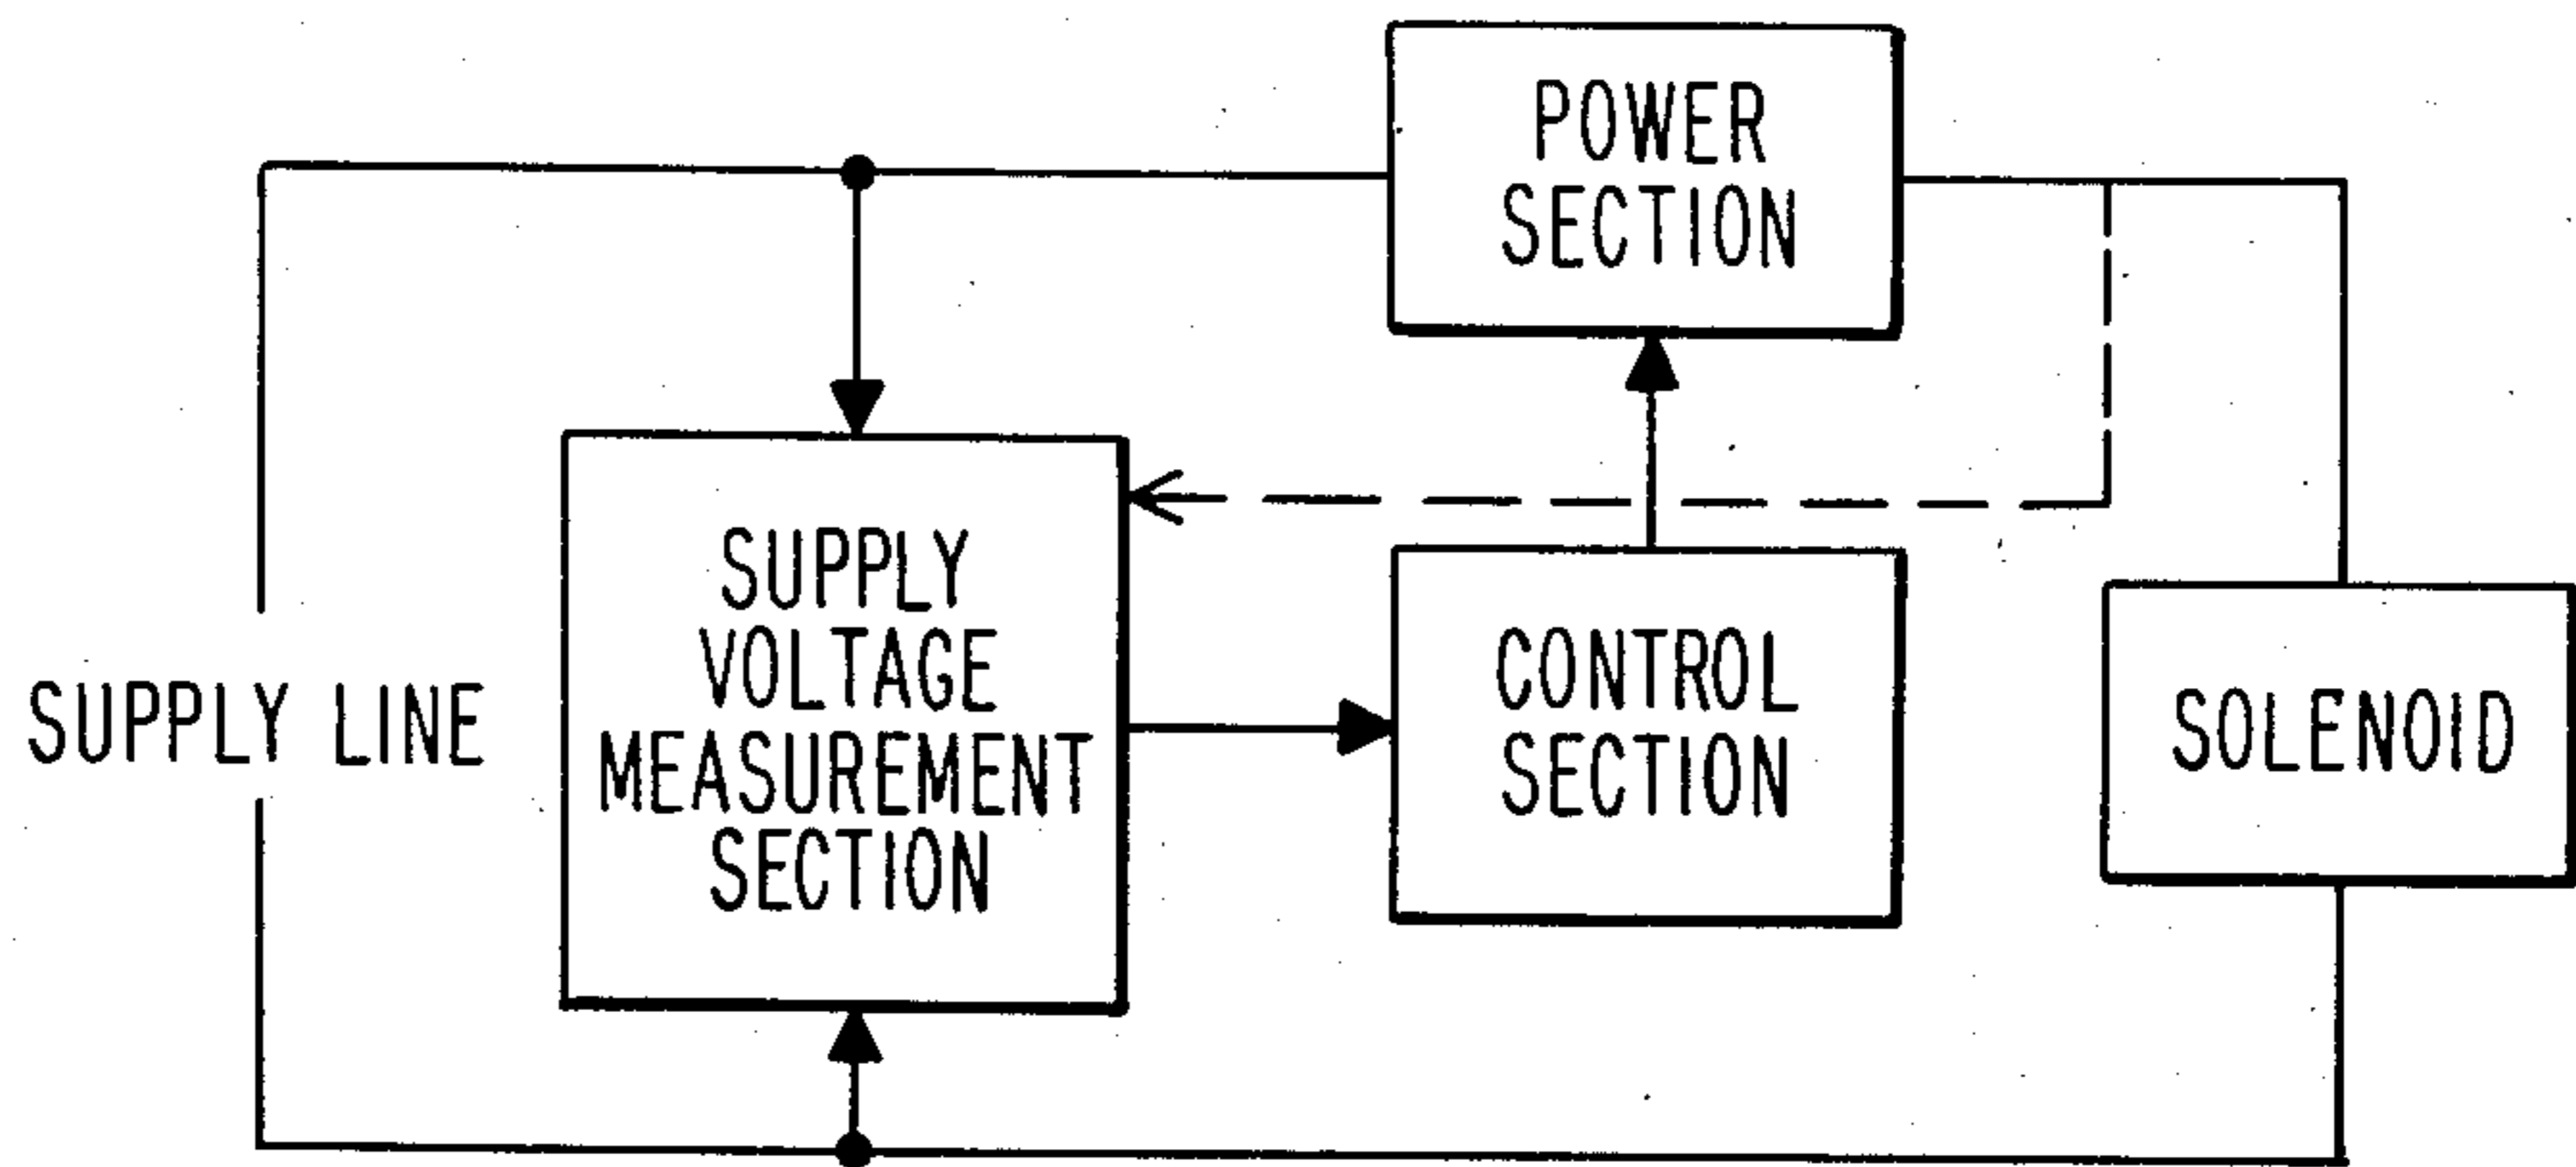 POWER
SECTION
SUPPLY
VOLTAGE
MEASUREMENT
SECTION
CONTROL
SECTION
SUPPLY LINE
SOLENOID